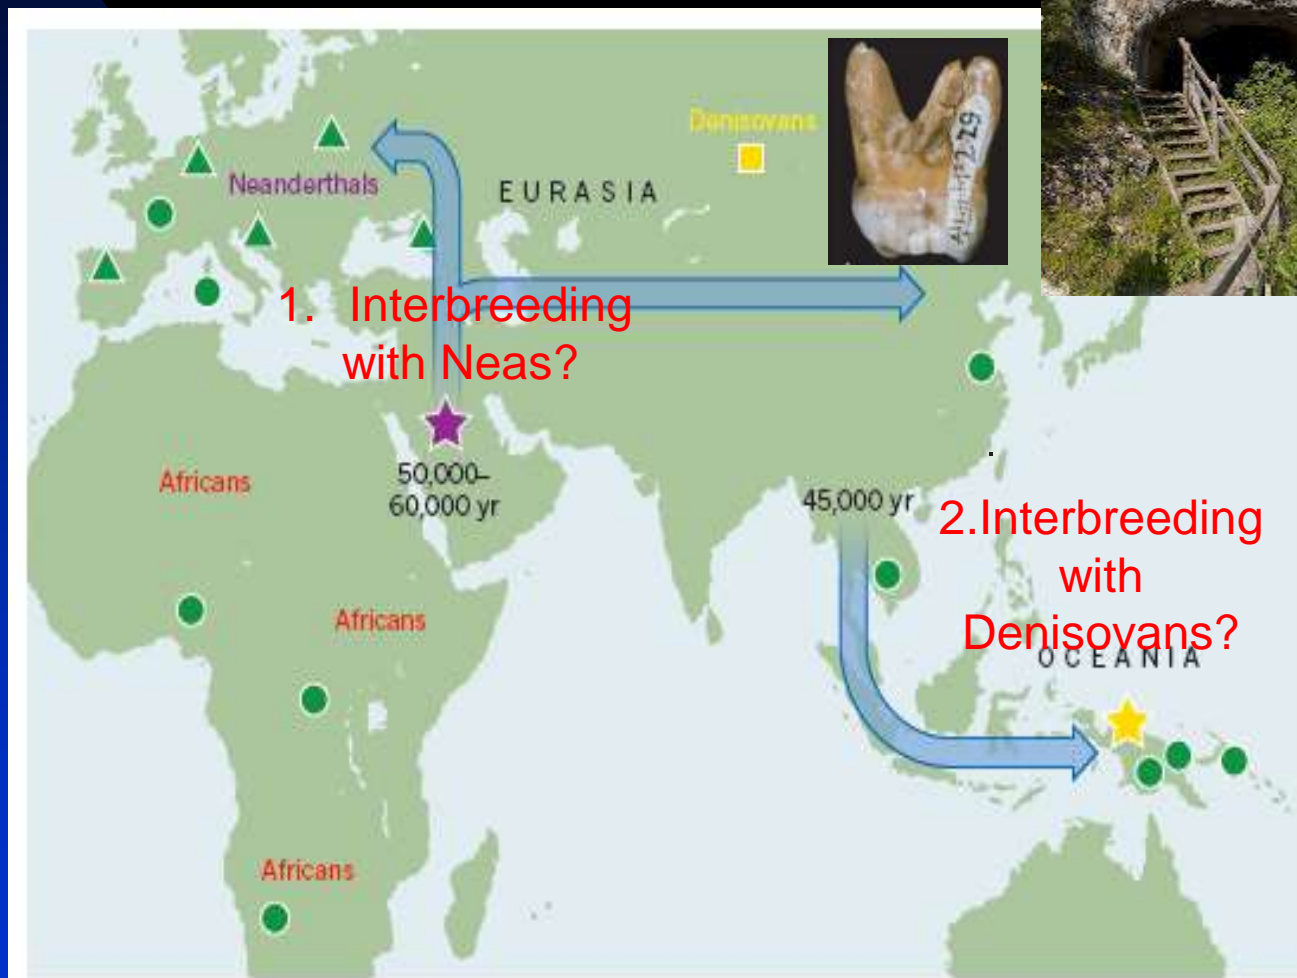 Denisovans
Neanderthals
EURASIA
1. Interbreeding
with Neas?
Africans
50,000–
60,000 yr
45,000 yr
2.Interbreeding
with
Denisovans?
OCEANIA
Africans
Africans